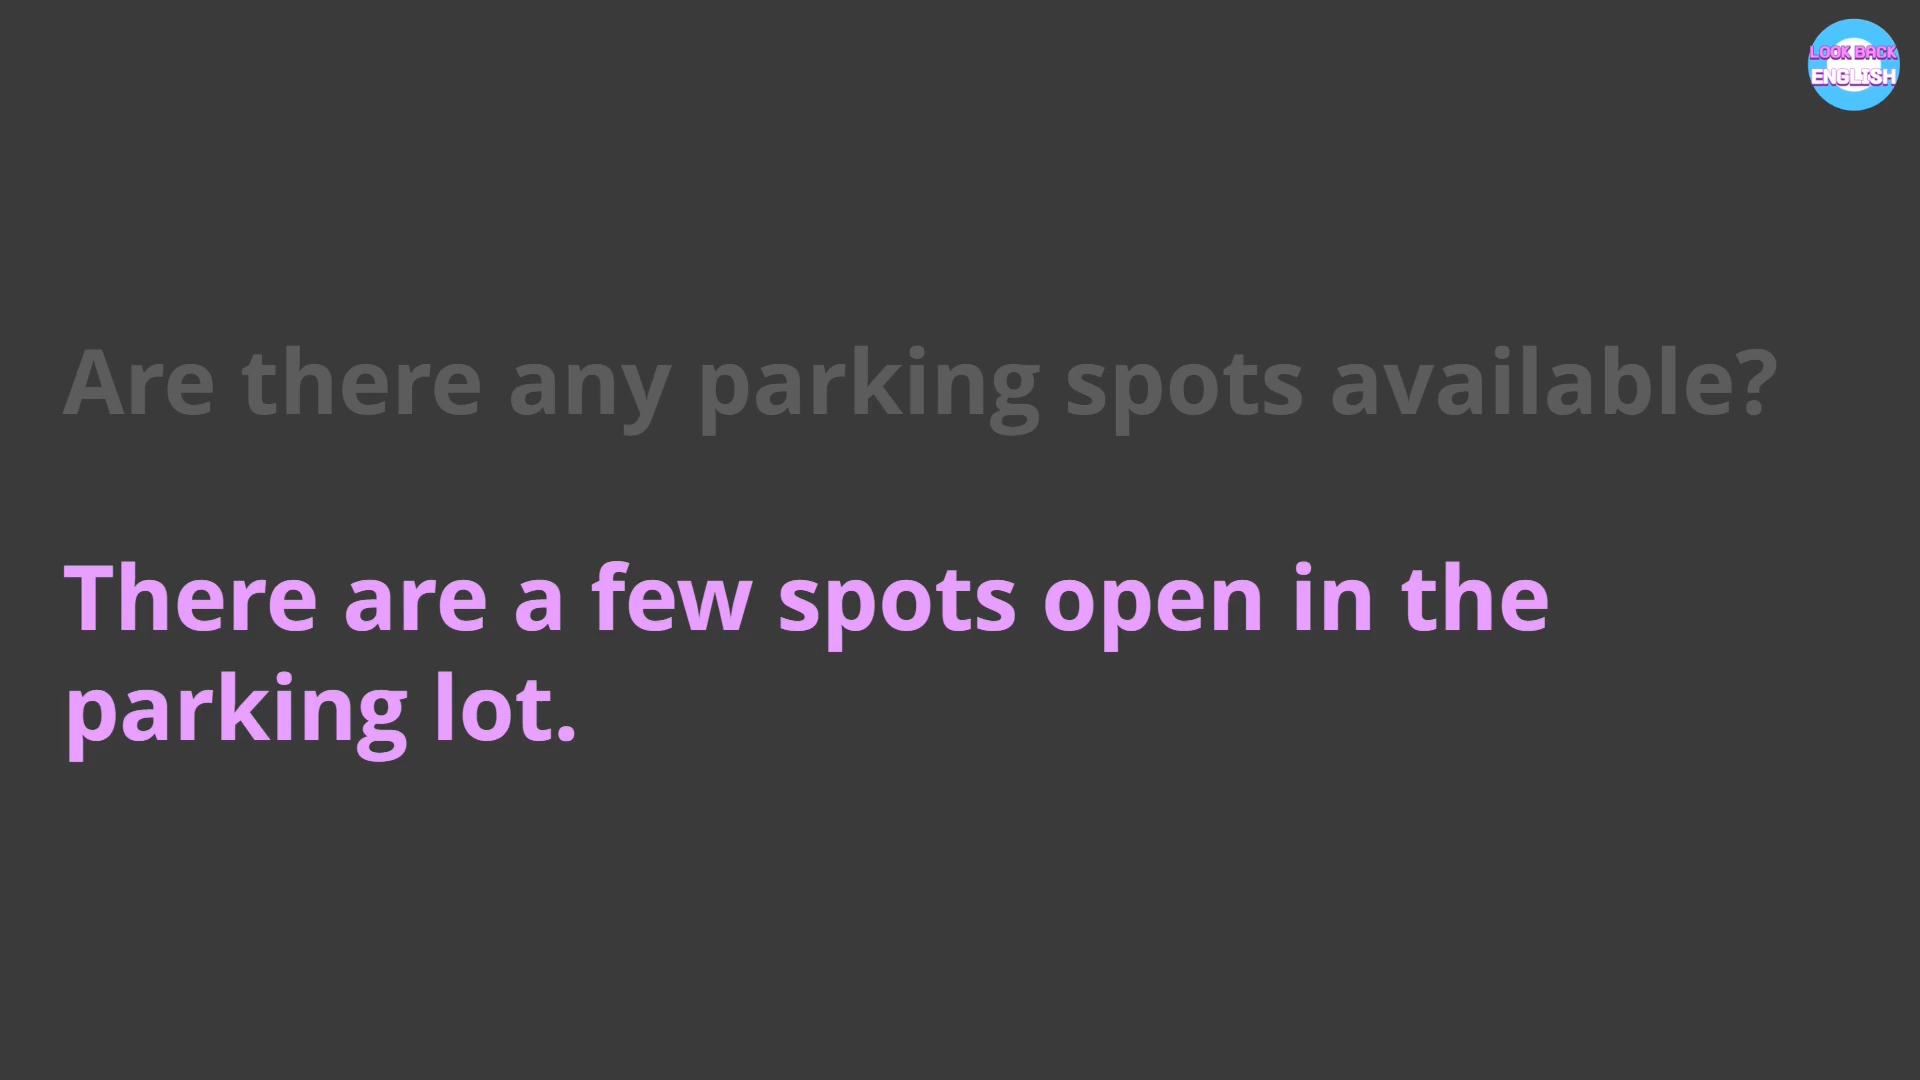 LOOK BACK
ENGLISH
Are there any parking spots available?
There are a few spots open in the
parking lot.